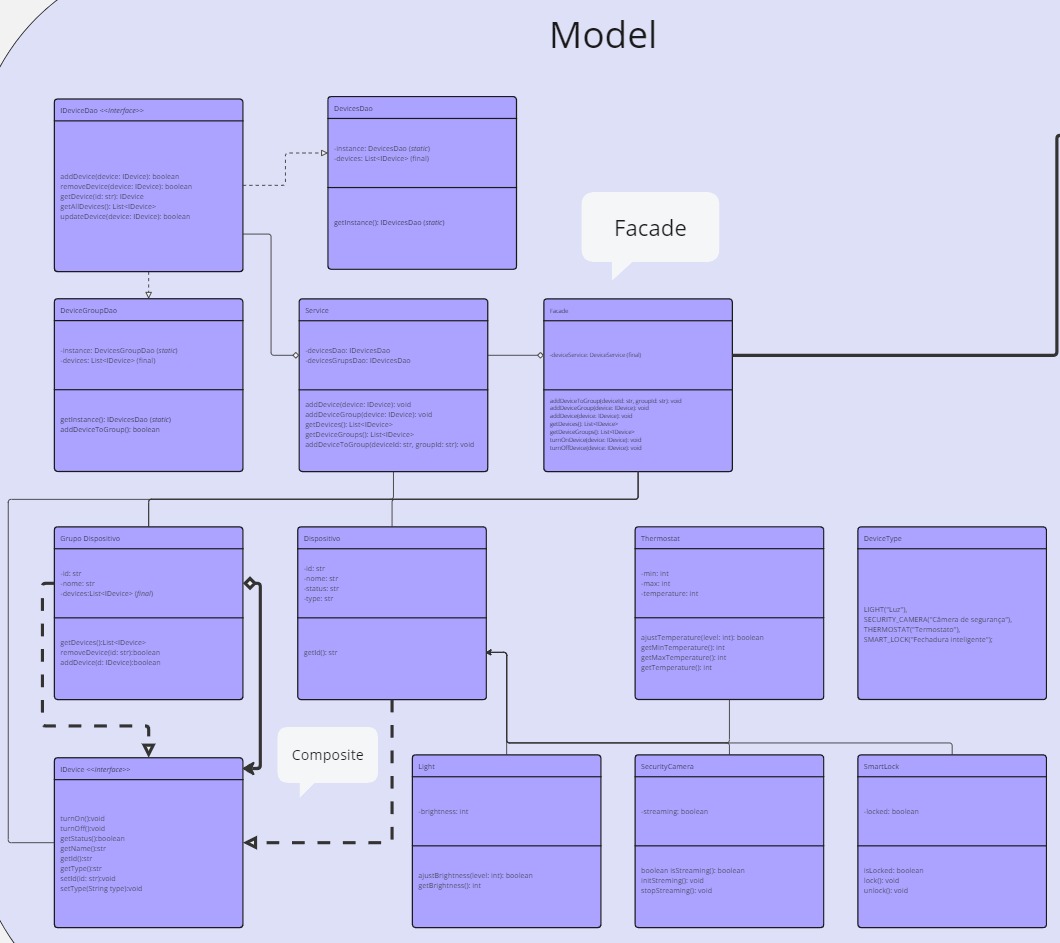 Model
IDeviceDao <<interface>>
addDevice(device: IDevice): boolean
removeDevice(device: IDevice): boolean
getDevice(id: str): IDevice
getAllDevices(): List<IDevice>
updateDevice(device: IDevice): boolean
DevicesDao
-instance: DevicesDao (static)
-devices: List<IDevice> (final)
getInstance(): IDevicesDao (static)
Facade
DeviceGroupDao
-instance: DevicesGroupDao (static)
-devices: List<IDevice> (final)
getInstance(): IDevicesDao (static)
addDeviceToGroup(): boolean
Service
-devicesDao: IDevicesDao
-devicesGrupsDao: IDevicesDao
addDevice(device: IDevice): void
addDeviceGroup(device: IDevice): void
getDevices(): List<IDevice>
getDeviceGroups(): List<IDevice>
addDeviceToGroup(deviceId: str, groupId: str): void
Facade
-deviceService: DeviceService(final)
addDeviceToGroup(deviceId: str, groupId: str): void
addDeviceGroup(device: IDevice): void
addDevice(device: IDevice): void
getDevices(): List<IDevice>
getDeviceGroups(): List<IDevice>
turnOnDevice(device: IDevice): void
turnOffDevice(device: IDevice): void
Grupo Dispositivo
-id: str
-nome: str
-devices:List<IDevice> (final)
getDevices():List<IDevice>
removeDevice(id: str):boolean
addDevice(d: IDevice):boolean
Dispositivo
-id: str
-nome: str
-status: str
-type: str
getId(): str
Thermostat
-min: int
-max: int
-temperature: int
ajustTemperature(level: int): boolean
getMinTemperature(): int
getMaxTemperature(): int
getTemperature(): int
DeviceType
LIGHT("Luz"),
SECURITY_CAMERA("Câmera de segurança"),
THERMOSTAT("Termostato"),
SMART_LOCK("Fechadura inteligente");
Composite
IDevice <<interface>>
turnOn():void
turnOff():void
getStatus():boolean
getName():str
getId():str
getType():str
setId(id: str):void
setType(String type):void
Light
-brightness: int
ajustBrightness(level: int): boolean
getBrightness(): int
SecurityCamera
-streaming: boolean
boolean isStreaming(): boolean
initStreming(): void
stopStreaming(): void
SmartLock
-locked: boolean
isLocked: boolean
lock(): void
unlock(): void